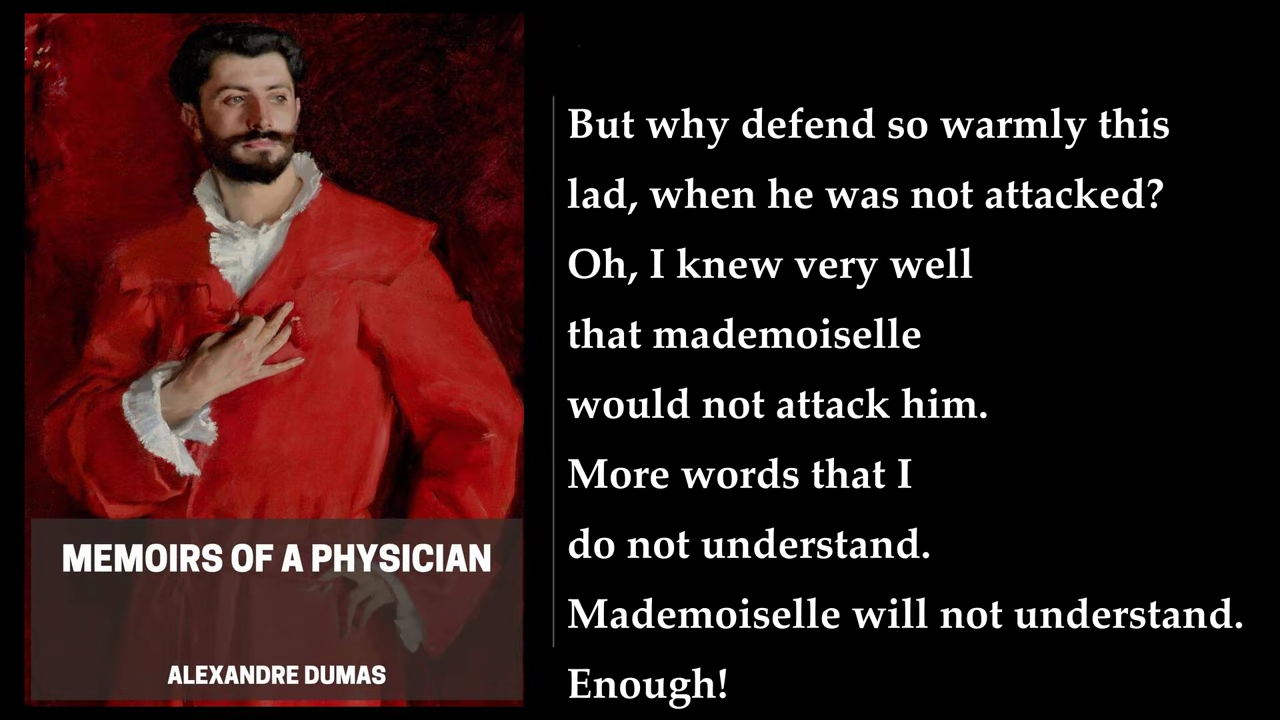 MEMOIRS OF A PHYSICIAN
ALEXANDRE DUMAS
But why defend so warmly this
lad, when he was not attacked?
Oh, I knew very well
that mademoiselle
would not attack him.
More words that I
do not understand.
Mademoiselle will not understand.
Enough!